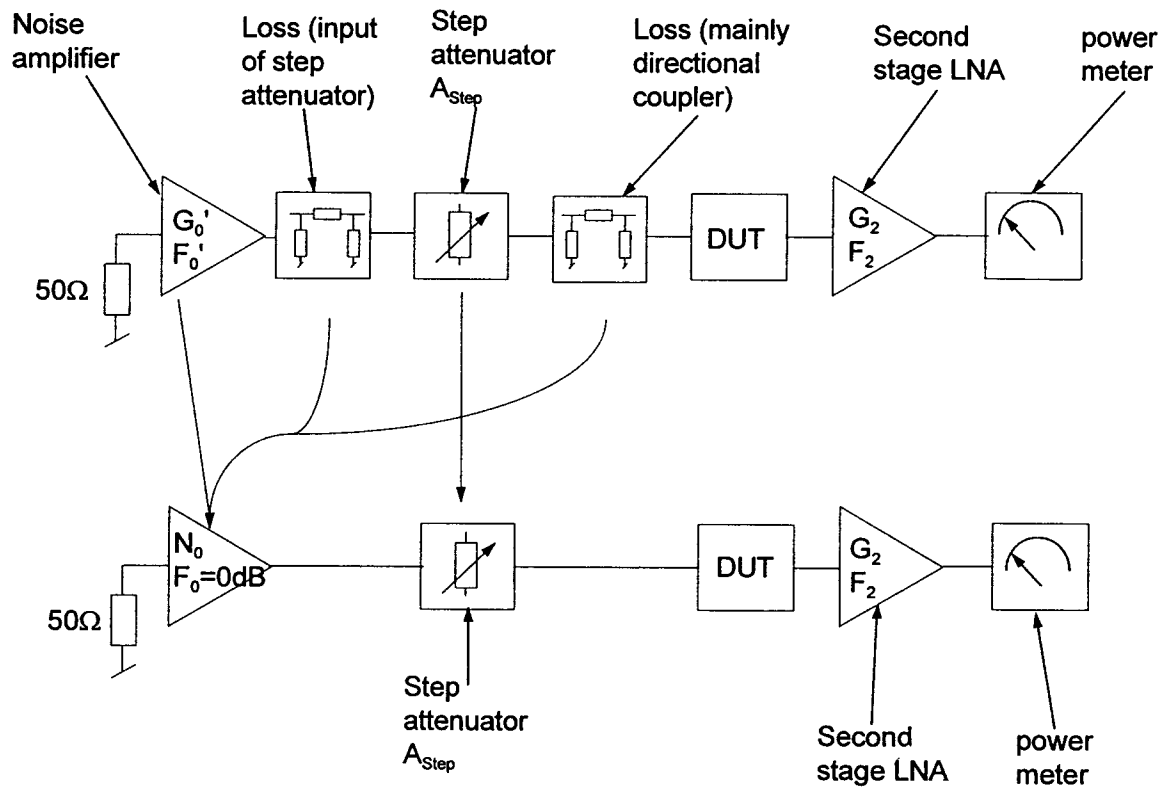 Noise
amplifier
Loss (input
of step
attenuator)
Step
attenuator
A_Step
Loss (mainly
directional
coupler)
Second
stage LNA
power
meter
G₀'
F₀'
50Ω
DUT
G₂
F₂
N₀
F₀=0dB
50Ω
DUT
G₂
F₂
Step
attenuator
A_Step
Second
stage LNA
power
meter